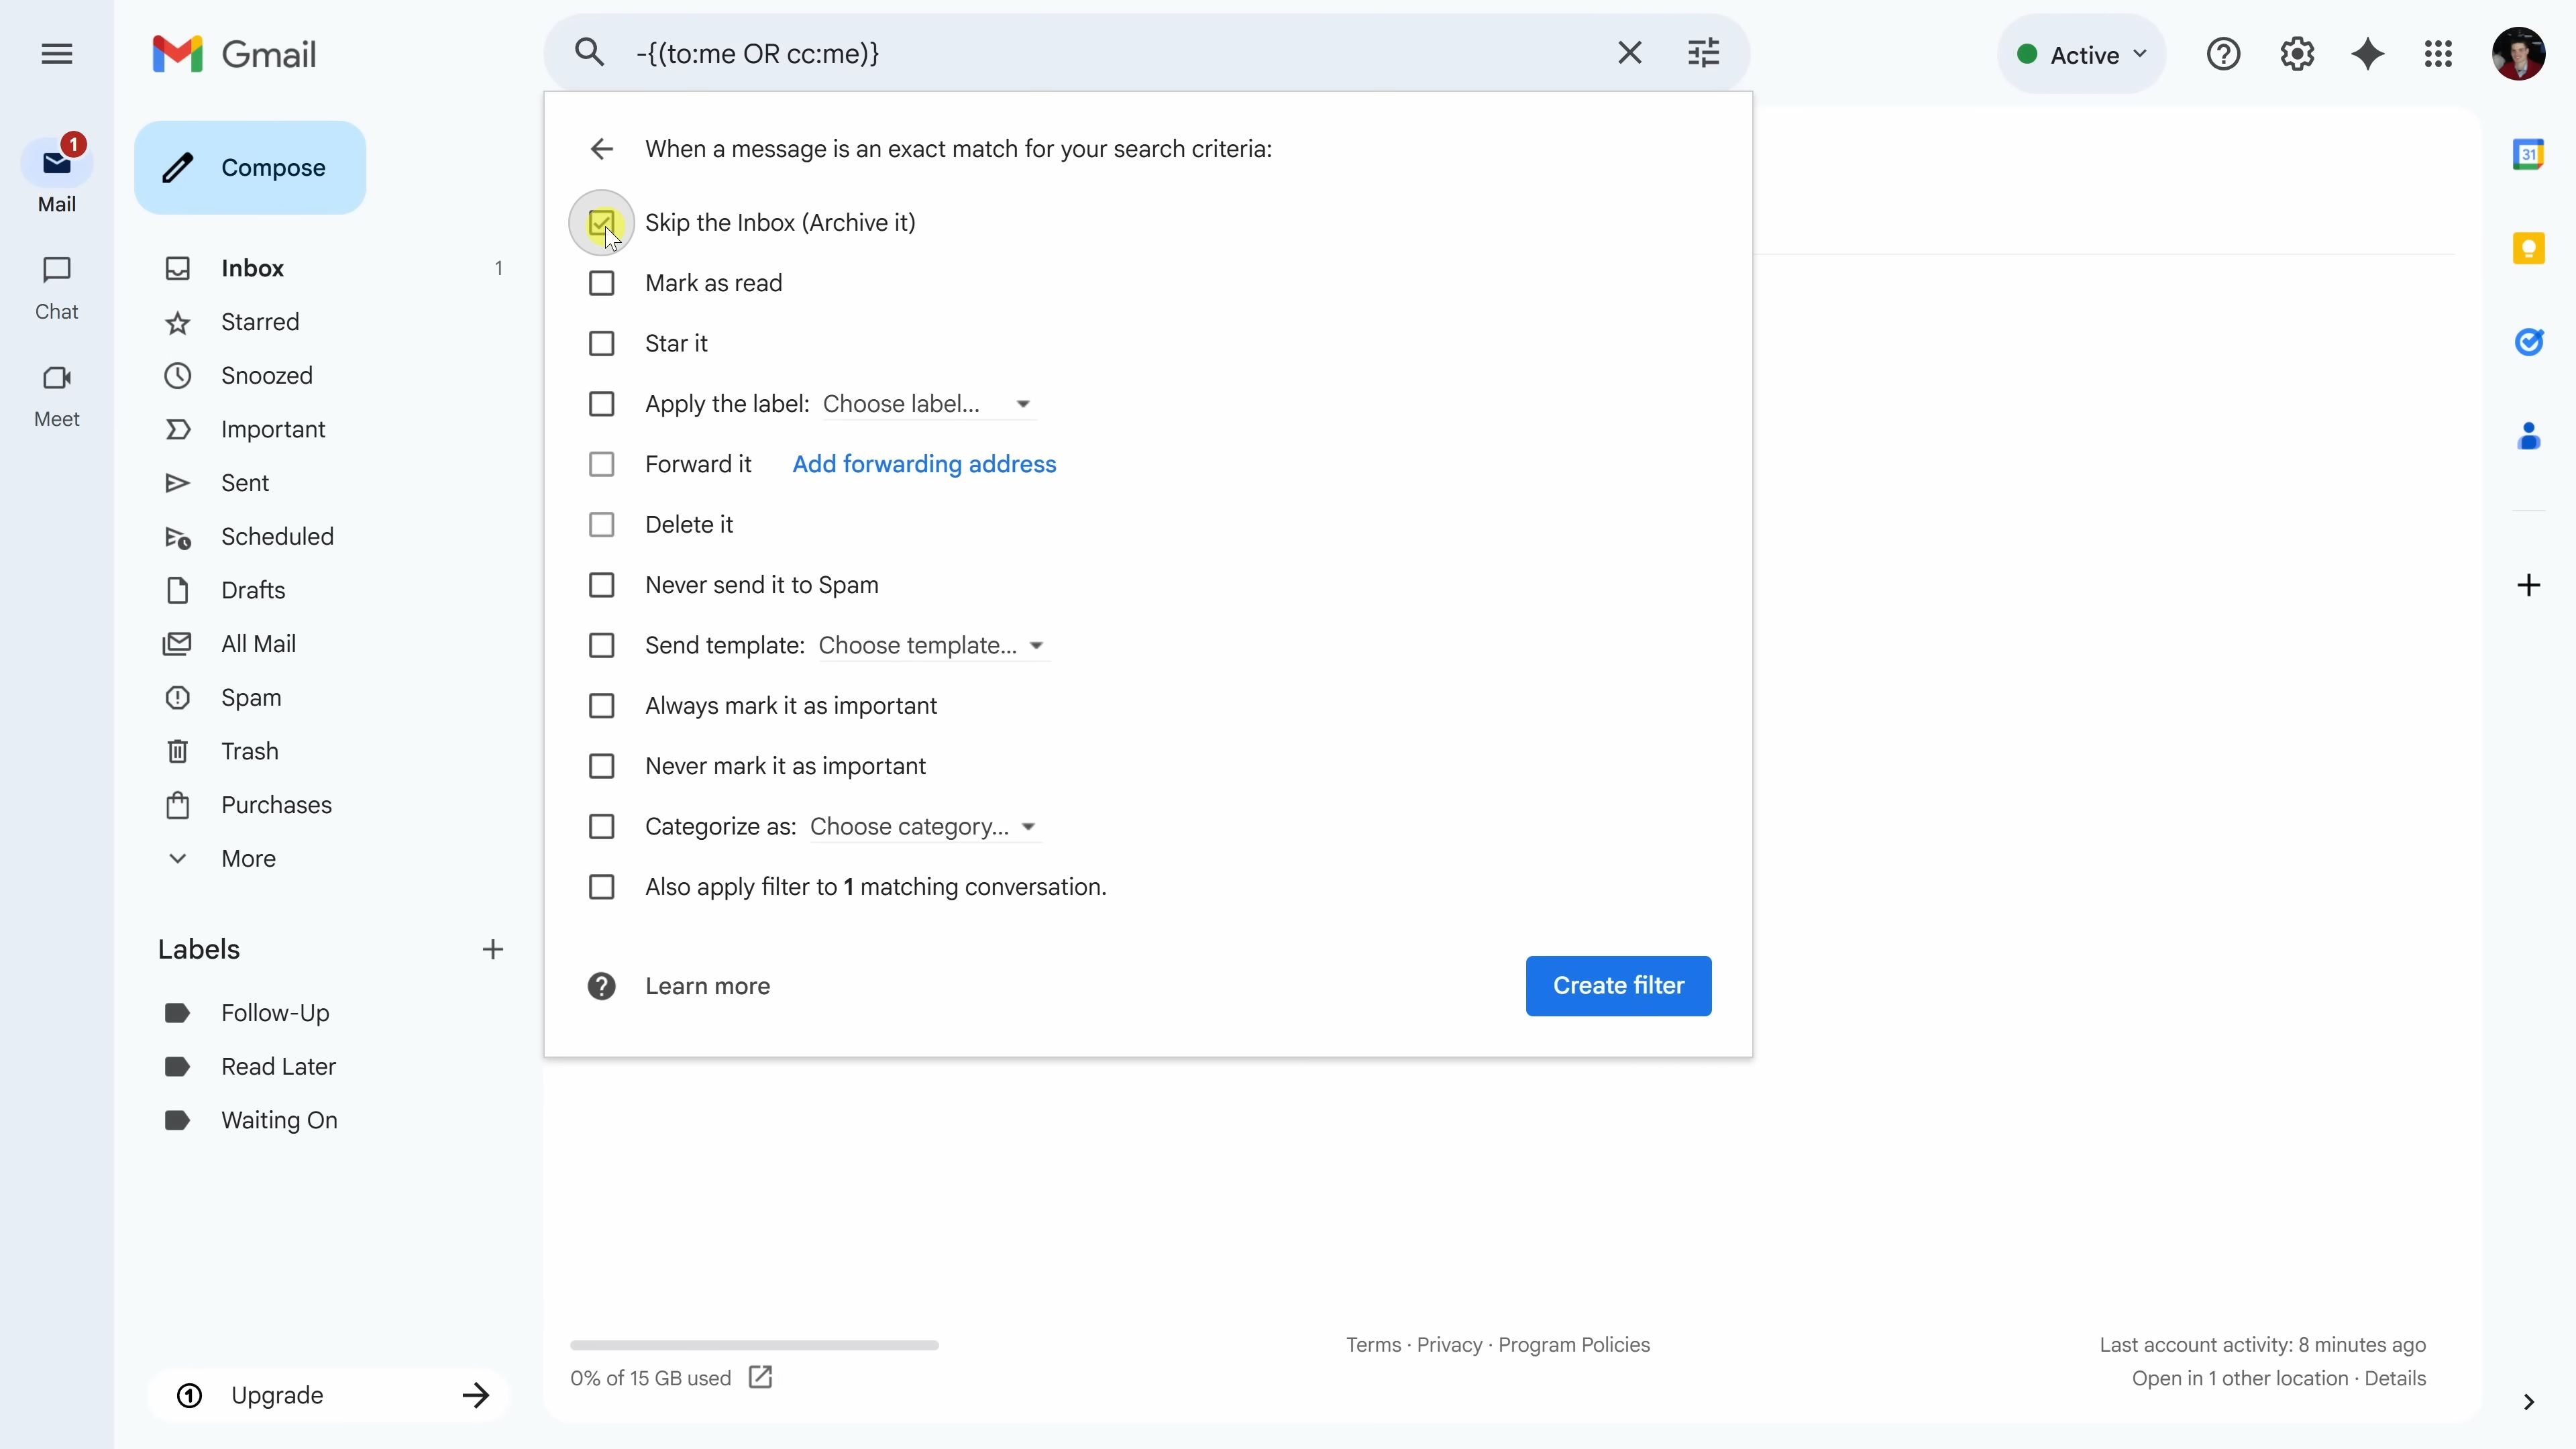 Gmail
-{(to:me OR cc:me)}
Active
1
Mail
Chat
Meet
Compose
Inbox 1
Starred
Snoozed
Important
Sent
Scheduled
Drafts
All Mail
Spam
Trash
Purchases
More
Labels
Follow-Up
Read Later
Waiting On
Upgrade
When a message is an exact match for your search criteria:
Skip the Inbox (Archive it)
Mark as read
Star it
Apply the label: Choose label...
Forward it Add forwarding address
Delete it
Never send it to Spam
Send template: Choose template...
Always mark it as important
Never mark it as important
Categorize as: Choose category...
Also apply filter to 1 matching conversation.
Learn more
Create filter
0% of 15 GB used
Terms · Privacy · Program Policies
Last account activity: 8 minutes ago
Open in 1 other location · Details
31